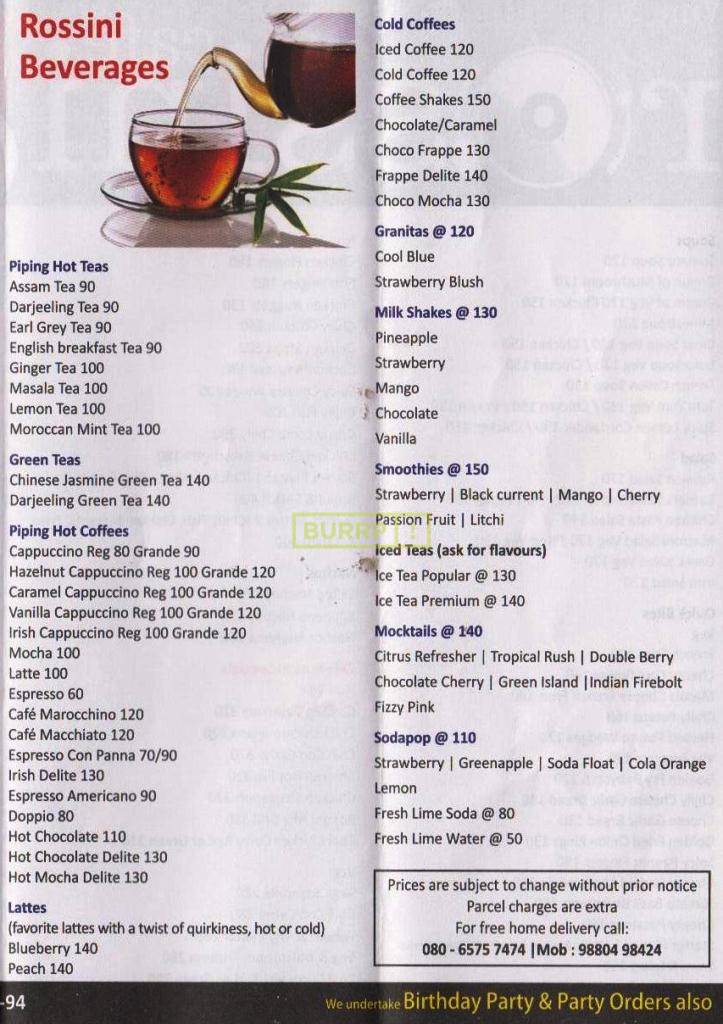 Rossini
Beverages
Piping Hot Teas
Assam Tea 90
Darjeeling Tea 90
Earl Grey Tea 90
English breakfast Tea 90
Ginger Tea 100
Masala Tea 100
Lemon Tea 100
Moroccan Mint Tea 100
Green Teas
Chinese Jasmine Green Tea 140
Darjeeling Green Tea 140
Piping Hot Coffees
Cappuccino Reg 80 Grande 90
Hazelnut Cappuccino Reg 100 Grande 120
Caramel Cappuccino Reg 100 Grande 120
Vanilla Cappuccino Reg 100 Grande 120
Irish Cappuccino Reg 100 Grande 120
Mocha 100
Latte 100
Espresso 60
Café Marocchino 120
Café Macchiato 120
Espresso Con Panna 70/90
Irish Delite 130
Espresso Americano 90
Doppio 80
Hot Chocolate 110
Hot Chocolate Delite 130
Hot Mocha Delite 130
Lattes
(favorite lattes with a twist of quirkiness, hot or cold)
Blueberry 140
Peach 140
Cold Coffees
Iced Coffee 120
Cold Coffee 120
Coffee Shakes 150
Chocolate/Caramel
Choco Frappe 130
Frappe Delite 140
Choco Mocha 130
Granitas @ 120
Cool Blue
Strawberry Blush
Milk Shakes @ 130
Pineapple
Strawberry
Mango
Chocolate
Vanilla
Smoothies @ 150
Strawberry | Black current | Mango | Cherry
Passion Fruit | Litchi
BURRP!
Iced Teas (ask for flavours)
Ice Tea Popular @ 130
Ice Tea Premium @ 140
Mocktails @ 140
Citrus Refresher | Tropical Rush | Double Berry
Chocolate Cherry | Green Island |Indian Firebolt
Fizzy Pink
Sodapop @ 110
Strawberry | Greenapple | Soda Float | Cola Orange
Lemon
Fresh Lime Soda @ 80
Fresh Lime Water @ 50
Prices are subject to change without prior notice
Parcel charges are extra
For free home delivery call:
080 - 6575 7474 |Mob : 98804 98424
-94
We undertake Birthday Party & Party Orders also